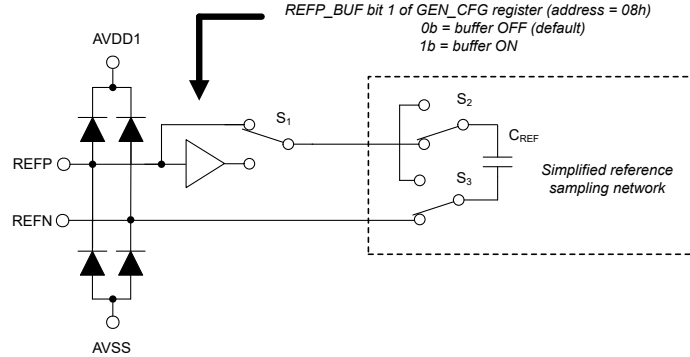 REFP_BUF bit 1 of GEN_CFG register (address = 08h)
0b = buffer OFF (default)
1b = buffer ON
AVDD1
S1
S2
CREF
REFP
S3
Simplified reference
sampling network
REFN
AVSS